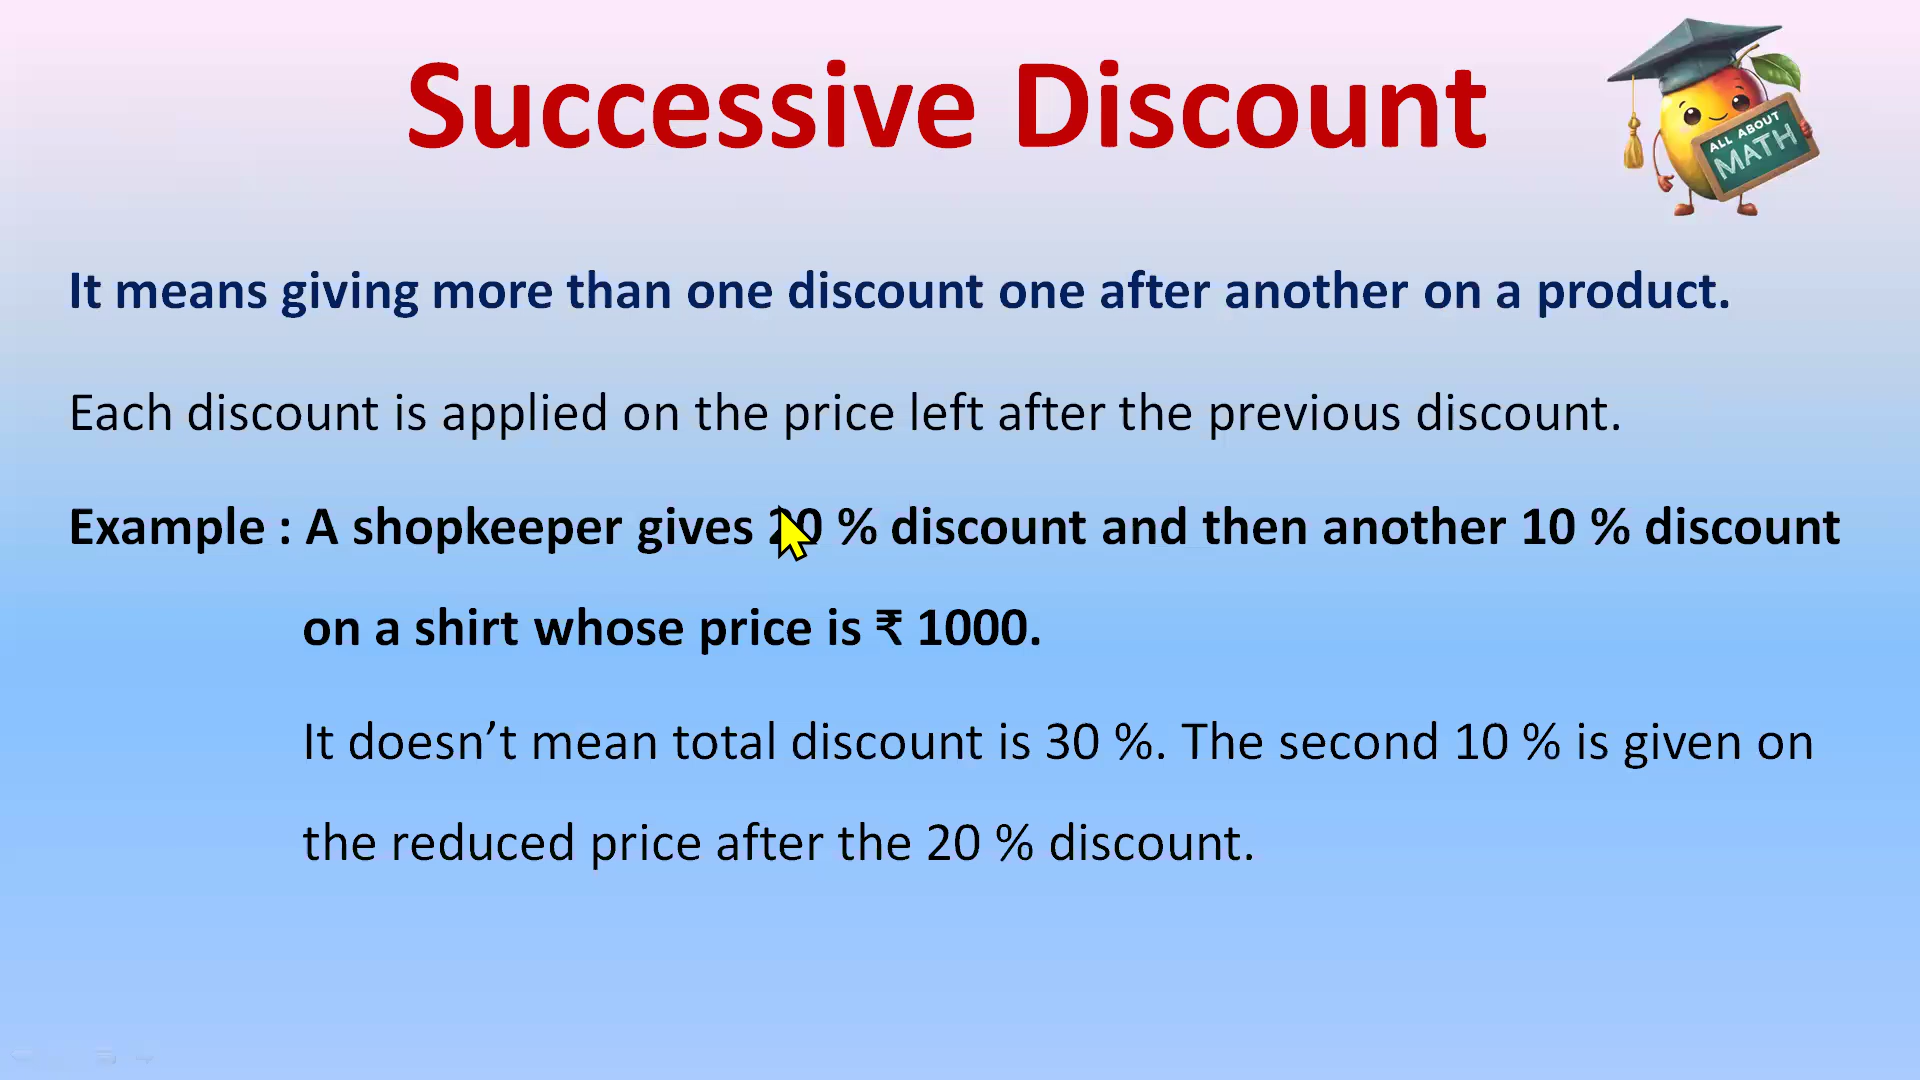 Successive Discount
ALL ABOUT
MATH
It means giving more than one discount one after another on a product.
Each discount is applied on the price left after the previous discount.
Example : A shopkeeper gives 20 % discount and then another 10 % discount
on a shirt whose price is ₹ 1000.
It doesn’t mean total discount is 30 %. The second 10 % is given on
the reduced price after the 20 % discount.